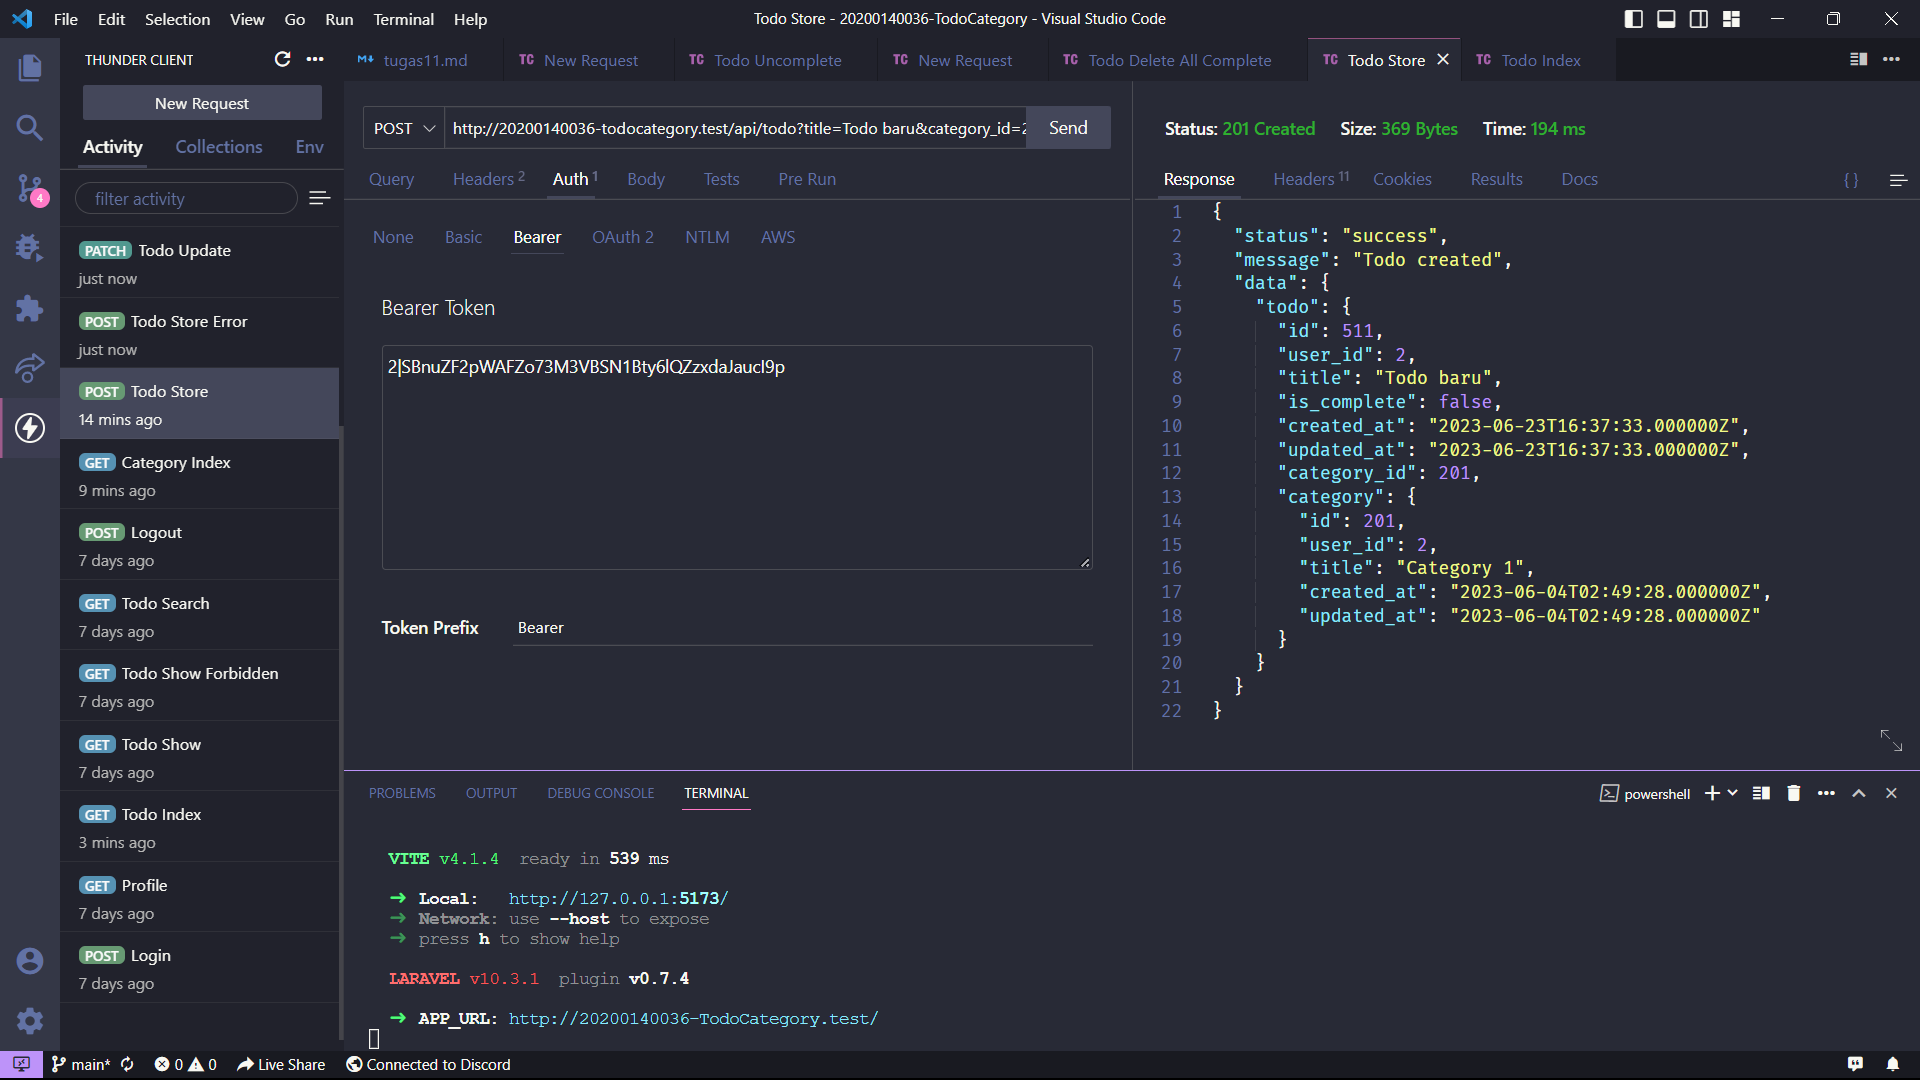 File Edit Selection View Go Run Terminal Help
Todo Store - 20200140036-TodoCategory - Visual Studio Code
THUNDER CLIENT
New Request
Activity Collections Env
filter activity
4
PATCH Todo Update
just now
POST Todo Store Error
just now
POST Todo Store
14 mins ago
GET Category Index
9 mins ago
POST Logout
7 days ago
GET Todo Search
7 days ago
GET Todo Show Forbidden
7 days ago
GET Todo Show
7 days ago
GET Todo Index
3 mins ago
GET Profile
7 days ago
POST Login
7 days ago
tugas11.md TC New Request TC Todo Uncomplete TC New Request TC Todo Delete All Complete TC Todo Store TC Todo Index
POST http://20200140036-todocategory.test/api/todo?title=Todo baru&category_id=2 Send
Query Headers 2 Auth 1 Body Tests Pre Run
None Basic Bearer OAuth 2 NTLM AWS
Bearer Token
2|SBnuZF2pWAFZo73M3VBSN1Bty6lQZzxdaJaucl9p
Token Prefix Bearer
Status: 201 Created Size: 369 Bytes Time: 194 ms
Response Headers 11 Cookies Results Docs { }
1 {
2 "status": "success",
3 "message": "Todo created",
4 "data": {
5 "todo": {
6 "id": 511,
7 "user_id": 2,
8 "title": "Todo baru",
9 "is_complete": false,
10 "created_at": "2023-06-23T16:37:33.000000Z",
11 "updated_at": "2023-06-23T16:37:33.000000Z",
12 "category_id": 201,
13 "category": {
14 "id": 201,
15 "user_id": 2,
16 "title": "Category 1",
17 "created_at": "2023-06-04T02:49:28.000000Z",
18 "updated_at": "2023-06-04T02:49:28.000000Z"
19 }
20 }
21 }
22 }
PROBLEMS OUTPUT DEBUG CONSOLE TERMINAL
powershell
VITE v4.1.4 ready in 539 ms
➜ Local: http://127.0.0.1:5173/
➜ Network: use --host to expose
➜ press h to show help
LARAVEL v10.3.1 plugin v0.7.4
➜ APP_URL: http://20200140036-TodoCategory.test/
main* 0 0 Live Share Connected to Discord